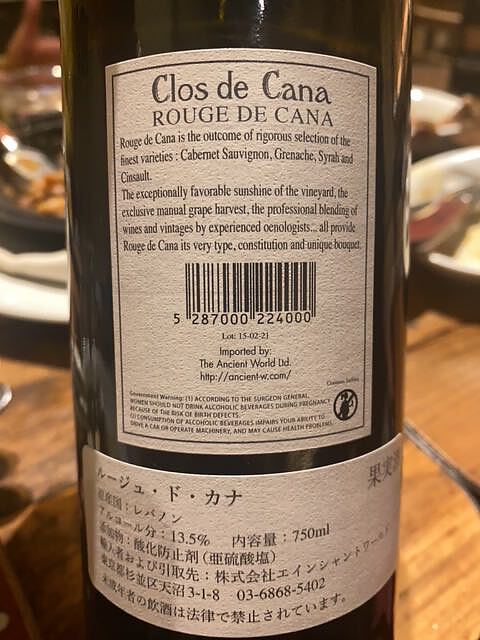 Clos de Cana
ROUGE DE CANA
Rouge de Cana is the outcome of rigorous selection of the
finest varieties : Cabernet Sauvignon, Grenache, Syrah and
Cinsault.
The exceptionally favorable sunshine of the vineyard, the
exclusive manual grape harvest, the professional blending of
wines and vintages by experienced oenologists... all provide
Rouge de Cana its very type, constitution and unique bouquet.
5 287000 224000
Lot: 15-02-21
Imported by:
The Ancient World Ltd.
http://ancient-w.com/
Contains Sulfites
Government Warning: (1) ACCORDING TO THE SURGEON GENERAL,
WOMEN SHOULD NOT DRINK ALCOHOLIC BEVERAGES DURING PREGNANCY
BECAUSE OF THE RISK OF BIRTH DEFECTS.
(2) CONSUMPTION OF ALCOHOLIC BEVERAGES IMPAIRS YOUR ABILITY TO
DRIVE A CAR OR OPERATE MACHINERY, AND MAY CAUSE HEALTH PROBLEMS.
ルージュ・ド・カナ 果実酒
原産国：レバノン
アルコール分：13.5% 内容量：750ml
添加物：酸化防止剤（亜硫酸塩）
輸入者および引取先：株式会社エインシャントワールド
東京都杉並区天沼3-1-8 03-6868-5402
未成年者の飲酒は法律で禁止されています。